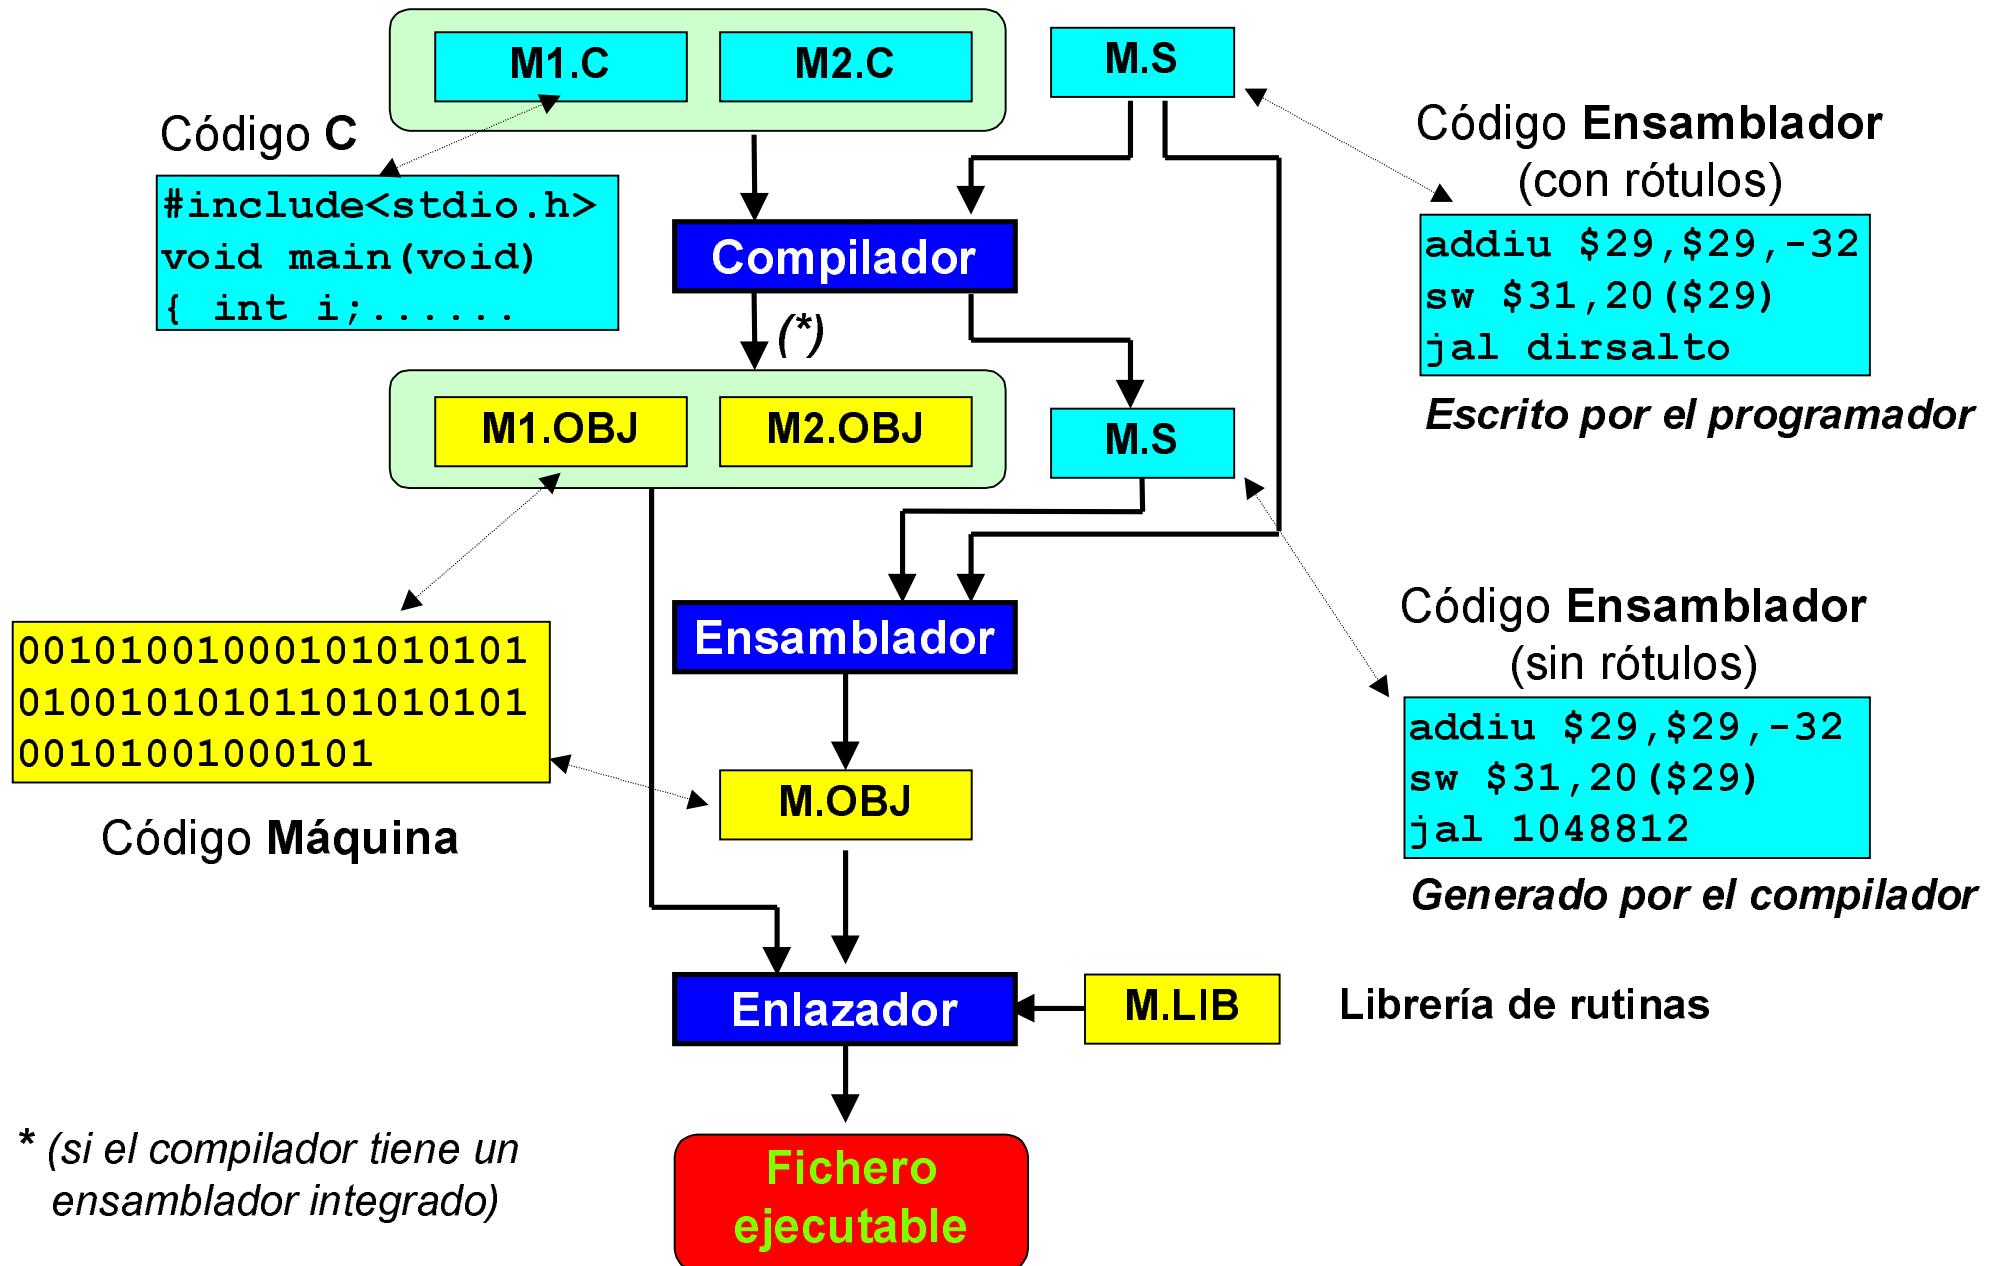 M1.C
M2.C
M.S
Código C
#include<stdio.h>
void main(void)
{ int i;......
Código Ensamblador
(con rótulos)
addiu $29,$29,-32
sw $31,20($29)
jal dirsalto
Escrito por el programador
Compilador
(*)
M1.OBJ
M2.OBJ
M.S
Ensamblador
00101001000101010101
01001010101101010101
00101001000101
Código Máquina
Código Ensamblador
(sin rótulos)
addiu $29,$29,-32
sw $31,20($29)
jal 1048812
Generado por el compilador
M.OBJ
Enlazador
M.LIB
Librería de rutinas
* (si el compilador tiene un
ensamblador integrado)
Fichero
ejecutable